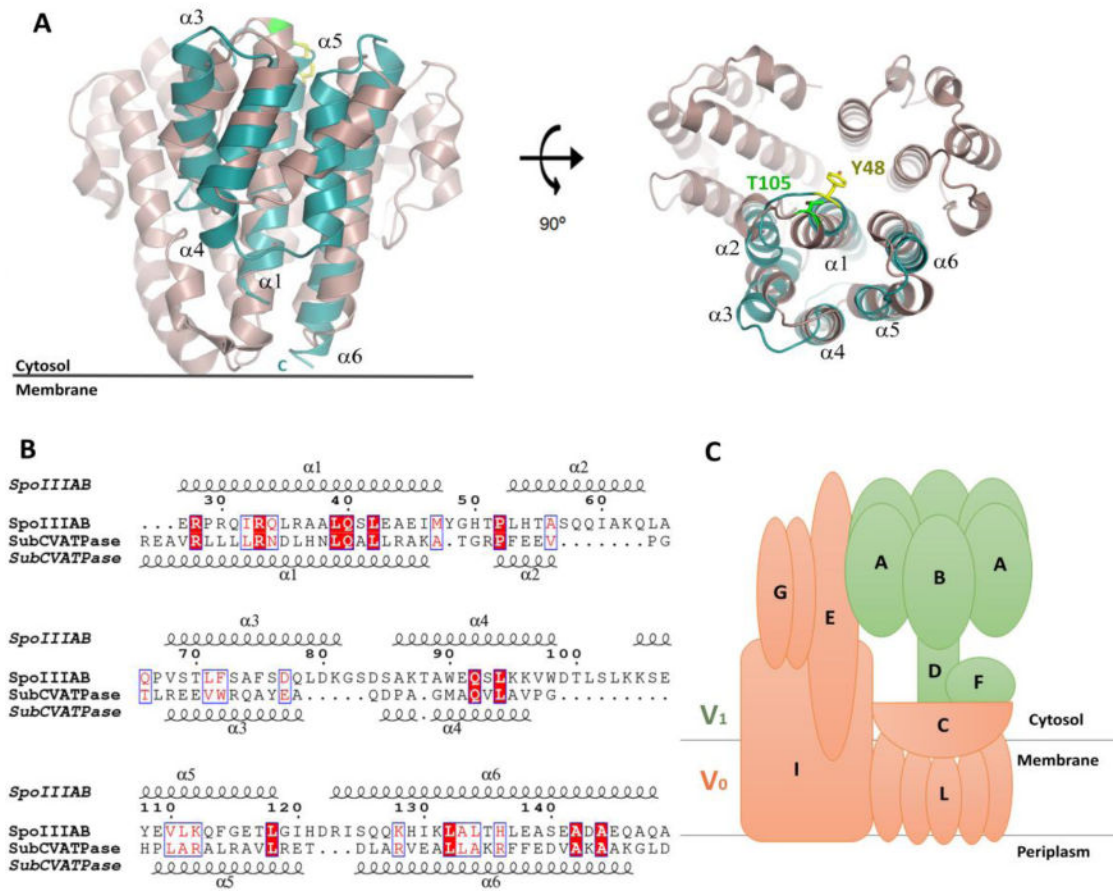 A
α3
α5
α4
α1
α6
C
Cytosol
Membrane
90°
T105
Y48
α2
α1
α6
α3
α5
α4
B
α1 α2
SpoIIIAB
30 40 50 60
SpoIIIAB ...ERPRQIRQLRAALQSLEAEIMYGHTPLHTASQQIAKQLA
SubCVATPase REAVRLLLLRNDLHNLQALLRAKA.TGRPFEEV.......PG
SubCVATPase
α1 α2
α3 α4
SpoIIIAB
70 80 90 100
SpoIIIAB QPVSTLFSAFSDQLDKGSDSAKTAWEQSLKKVWDTLSLKKSE
SubCVATPase TLREEVWRQAYEA.....QDPA.GMAQVLAVPG.........
SubCVATPase
α3 α4
α5 α6
SpoIIIAB
110 120 130 140
SpoIIIAB YEVLKQFGETLGIHDRISQQKHIKLALTHLEASEADAEQAQA
SubCVATPase HPLARALRAVLRET...DLARVEALLAKRFFEDVAKAAKGLD
SubCVATPase
α5 α6
C
A B A
G E
D F
V1
C
Cytosol
Membrane
V0
I
L
Periplasm